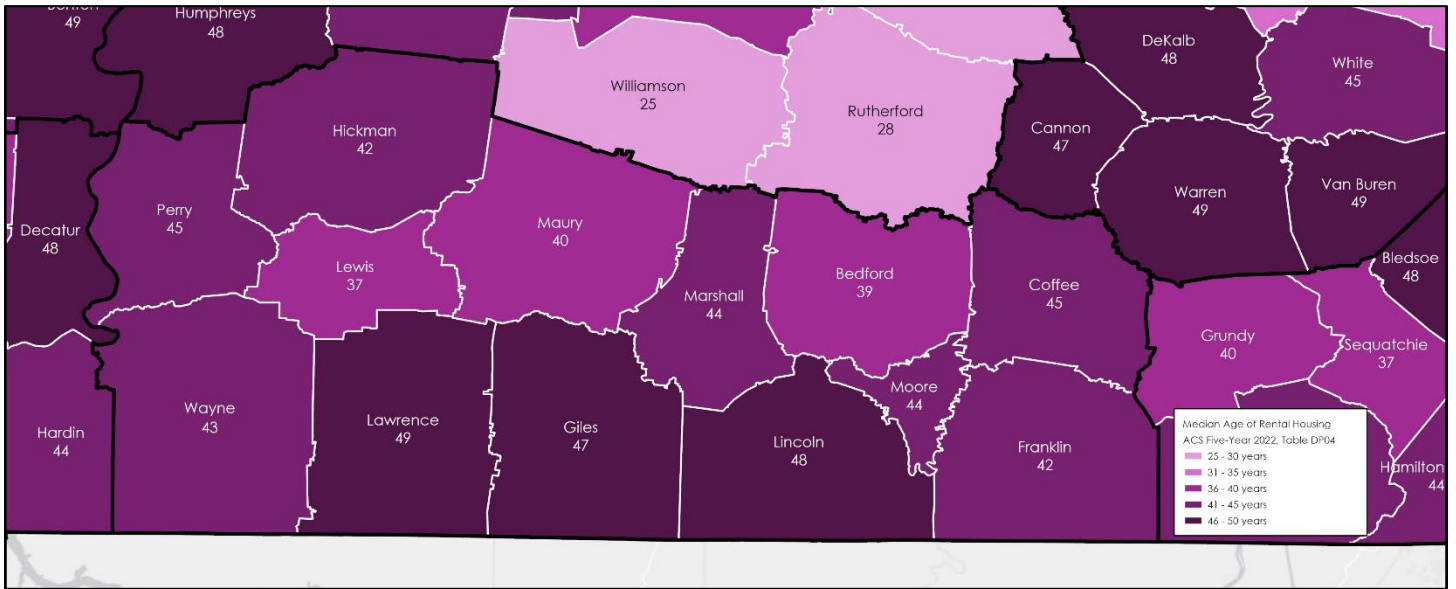 Benton
49
Humphreys
48
DeKalb
48
White
45
Williamson
25
Rutherford
28
Hickman
42
Cannon
47
Warren
49
Van Buren
49
Perry
45
Maury
40
Decatur
48
Lewis
37
Bedford
39
Bledsoe
48
Marshall
44
Coffee
45
Grundy
40
Sequatchie
37
Moore
44
Wayne
43
Lawrence
49
Giles
47
Lincoln
48
Franklin
42
Hardin
44
Hamilton
44
Median Age of Rental Housing
ACS Five-Year 2022, Table DP04
25 - 30 years
31 - 35 years
36 - 40 years
41 - 45 years
46 - 50 years